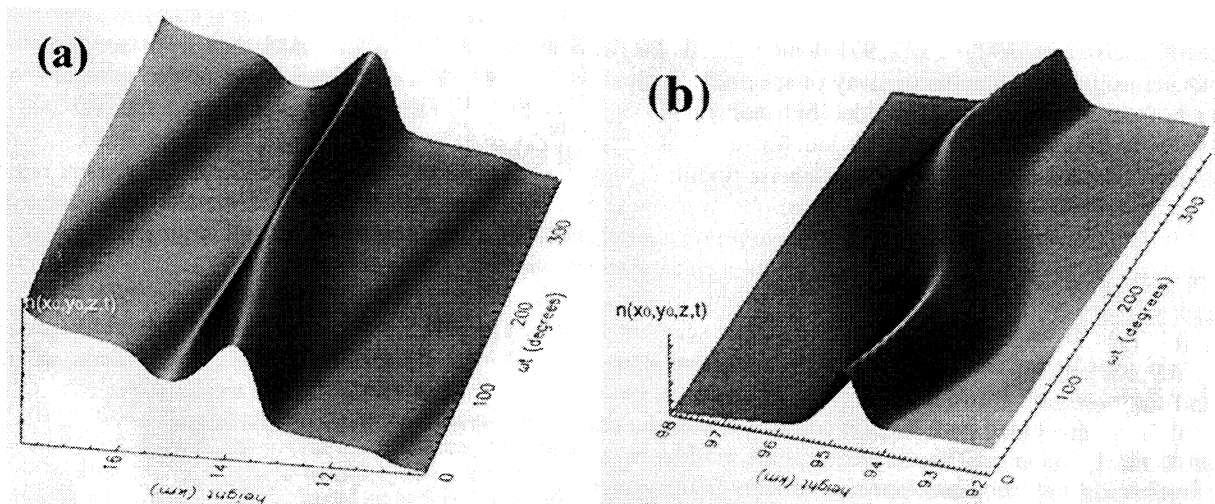 (a)
n(x₀,y₀,z,t)
16
14
12
height (km)
0
100
200
300
ωt (degrees)
(b)
n(x₀,y₀,z,t)
98
97
96
95
94
93
92
height (km)
0
100
200
300
ωt (degrees)